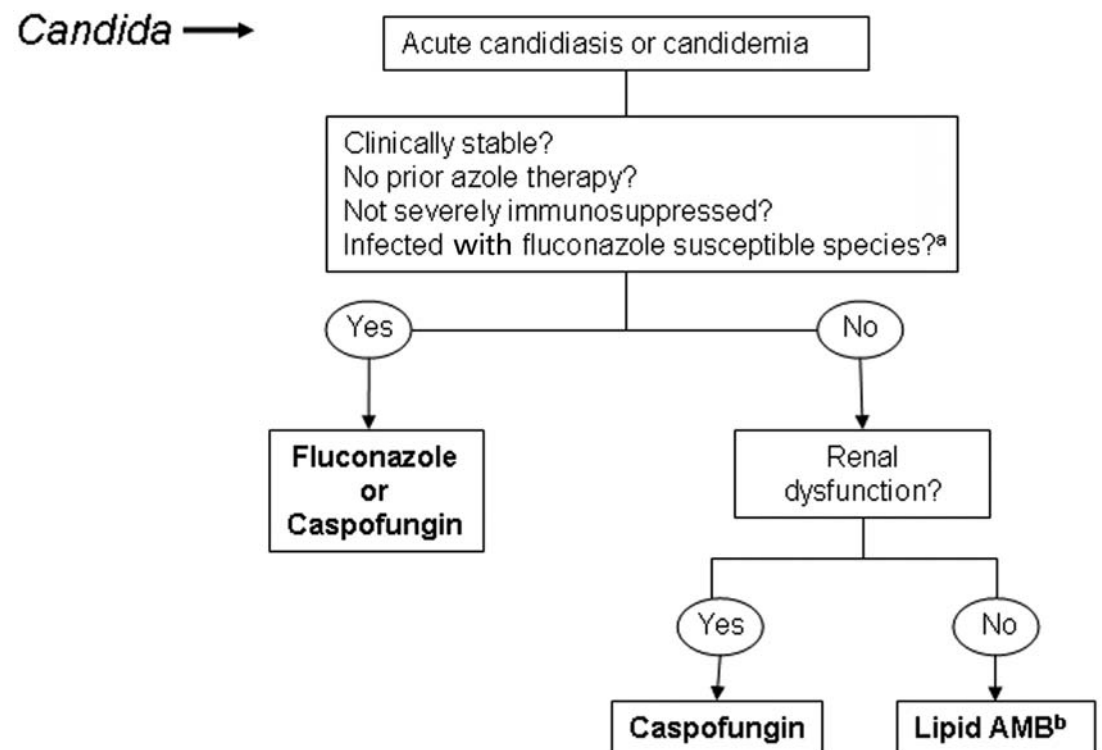 Candida
Acute candidiasis or candidemia
Clinically stable?
No prior azole therapy?
Not severely immunosuppressed?
Infected with fluconazole susceptible species?ᵃ
Yes
No
Fluconazole
or
Caspofungin
Renal
dysfunction?
Yes
No
Caspofungin
Lipid AMBᵇ